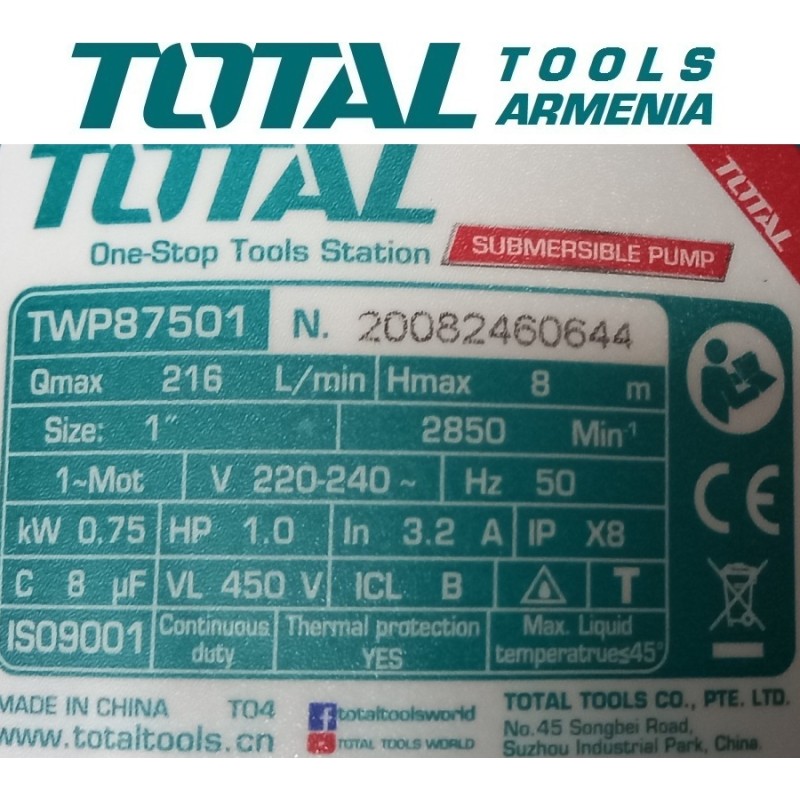 TOTAL TOOLS
ARMENIA
TOTAL
TOTAL
One-Stop Tools Station SUBMERSIBLE PUMP
TWP87501 N. 20082460644
Qmax 216 L/min Hmax 8 m
Size: 1" 2850 Min-1
1~Mot V 220-240 ~ Hz 50
kW 0,75 HP 1.0 In 3.2 A IP X8
C 8 µF VL 450 V ICL B T
ISO9001 Continuous duty Thermal protection YES Max. Liquid temperatrue≤45°
MADE IN CHINA T04 totaltoolsworld TOTAL TOOLS CO., PTE. LTD.
www.totaltools.cn TOTAL TOOLS WORLD No.45 Songbei Road,
Suzhou Industrial Park, China.